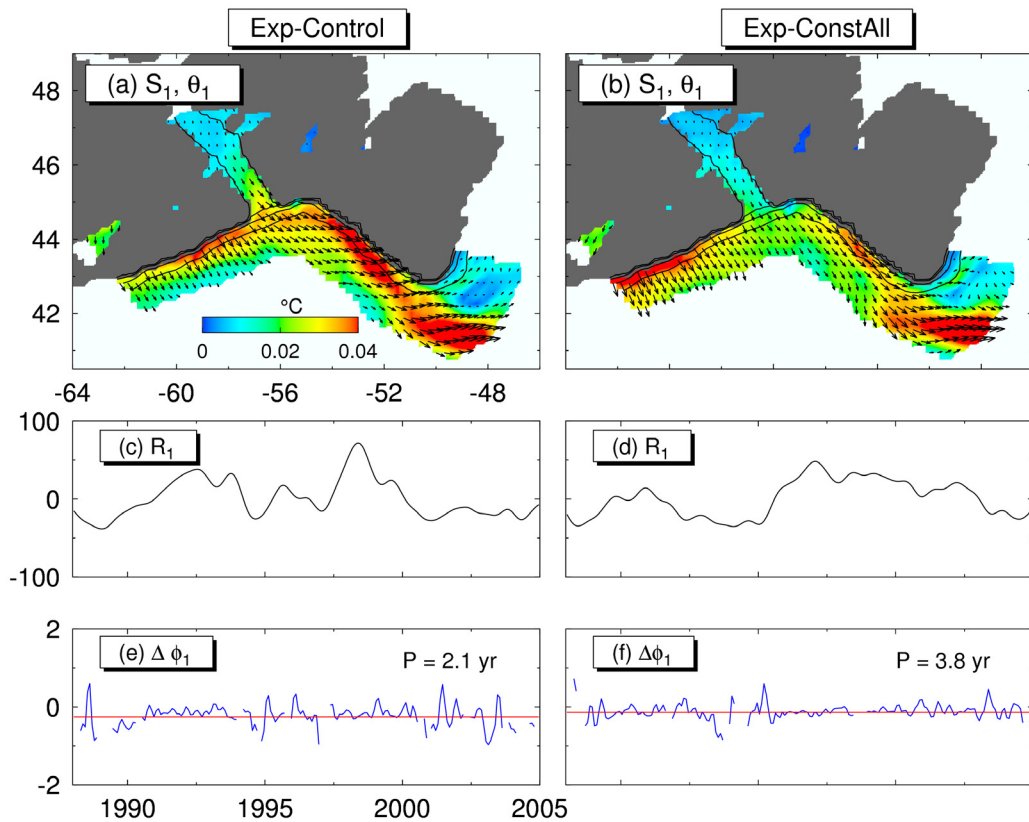 Exp-Control
Exp-ConstAll
(a) S₁, θ₁
(b) S₁, θ₁
48
46
44
42
°C
0 0.02 0.04
-64 -60 -56 -52 -48
100
0
-100
(c) R₁
(d) R₁
2
0
-2
(e) Δ ϕ₁
P = 2.1 yr
(f) Δϕ₁
P = 3.8 yr
1990 1995 2000 2005